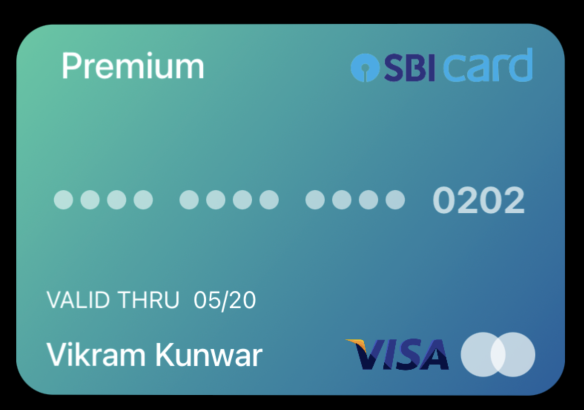 Premium SBI card
•••• •••• •••• 0202
VALID THRU 05/20
Vikram Kunwar VISA